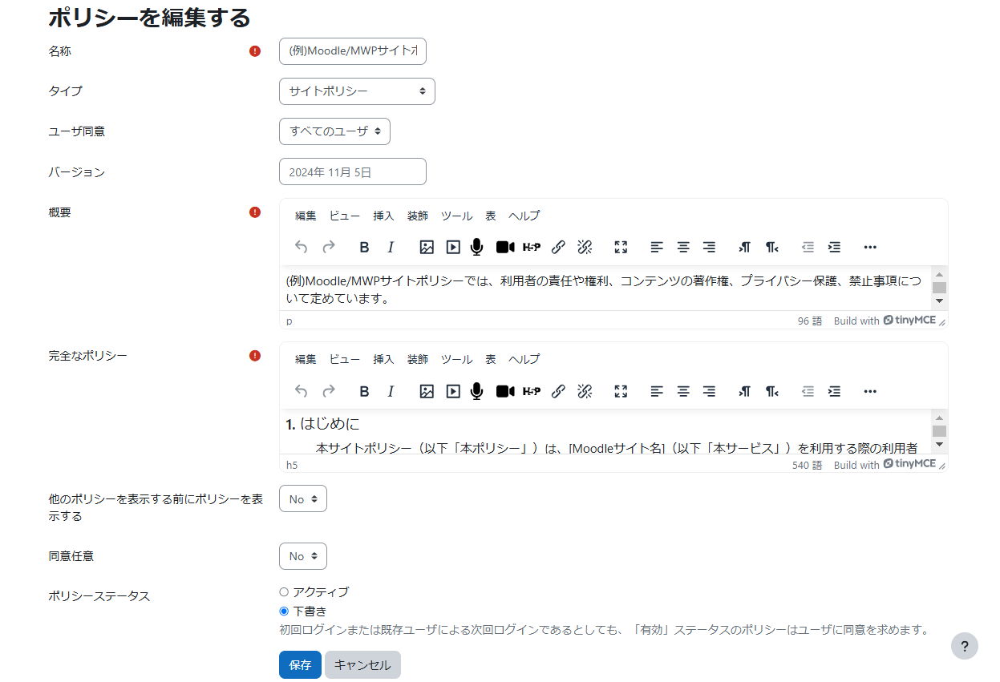 ポリシーを編集する
名称
(例)Moodle/MWPサイトポ
タイプ
サイトポリシー
ユーザ同意
すべてのユーザ
バージョン
2024年 11月 5日
概要
編集 ビュー 挿入 装飾 ツール 表 ヘルプ
B I H5P
(例)Moodle/MWPサイトポリシーでは、利用者の責任や権利、コンテンツの著作権、プライバシー保護、禁止事項につ
いて定めています。
p 96 語 Build with tinyMCE
完全なポリシー
編集 ビュー 挿入 装飾 ツール 表 ヘルプ
B I H5P
1. はじめに
本サイトポリシー（以下「本ポリシー」）は、[Moodleサイト名]（以下「本サービス」）を利用する際の利用者
h5 540 語 Build with tinyMCE
他のポリシーを表示する前にポリシーを表
示する
No
同意任意
No
ポリシーステータス
アクティブ
下書き
初回ログインまたは既存ユーザによる次回ログインであるとしても、「有効」ステータスのポリシーはユーザに同意を求めます。
?
保存 キャンセル